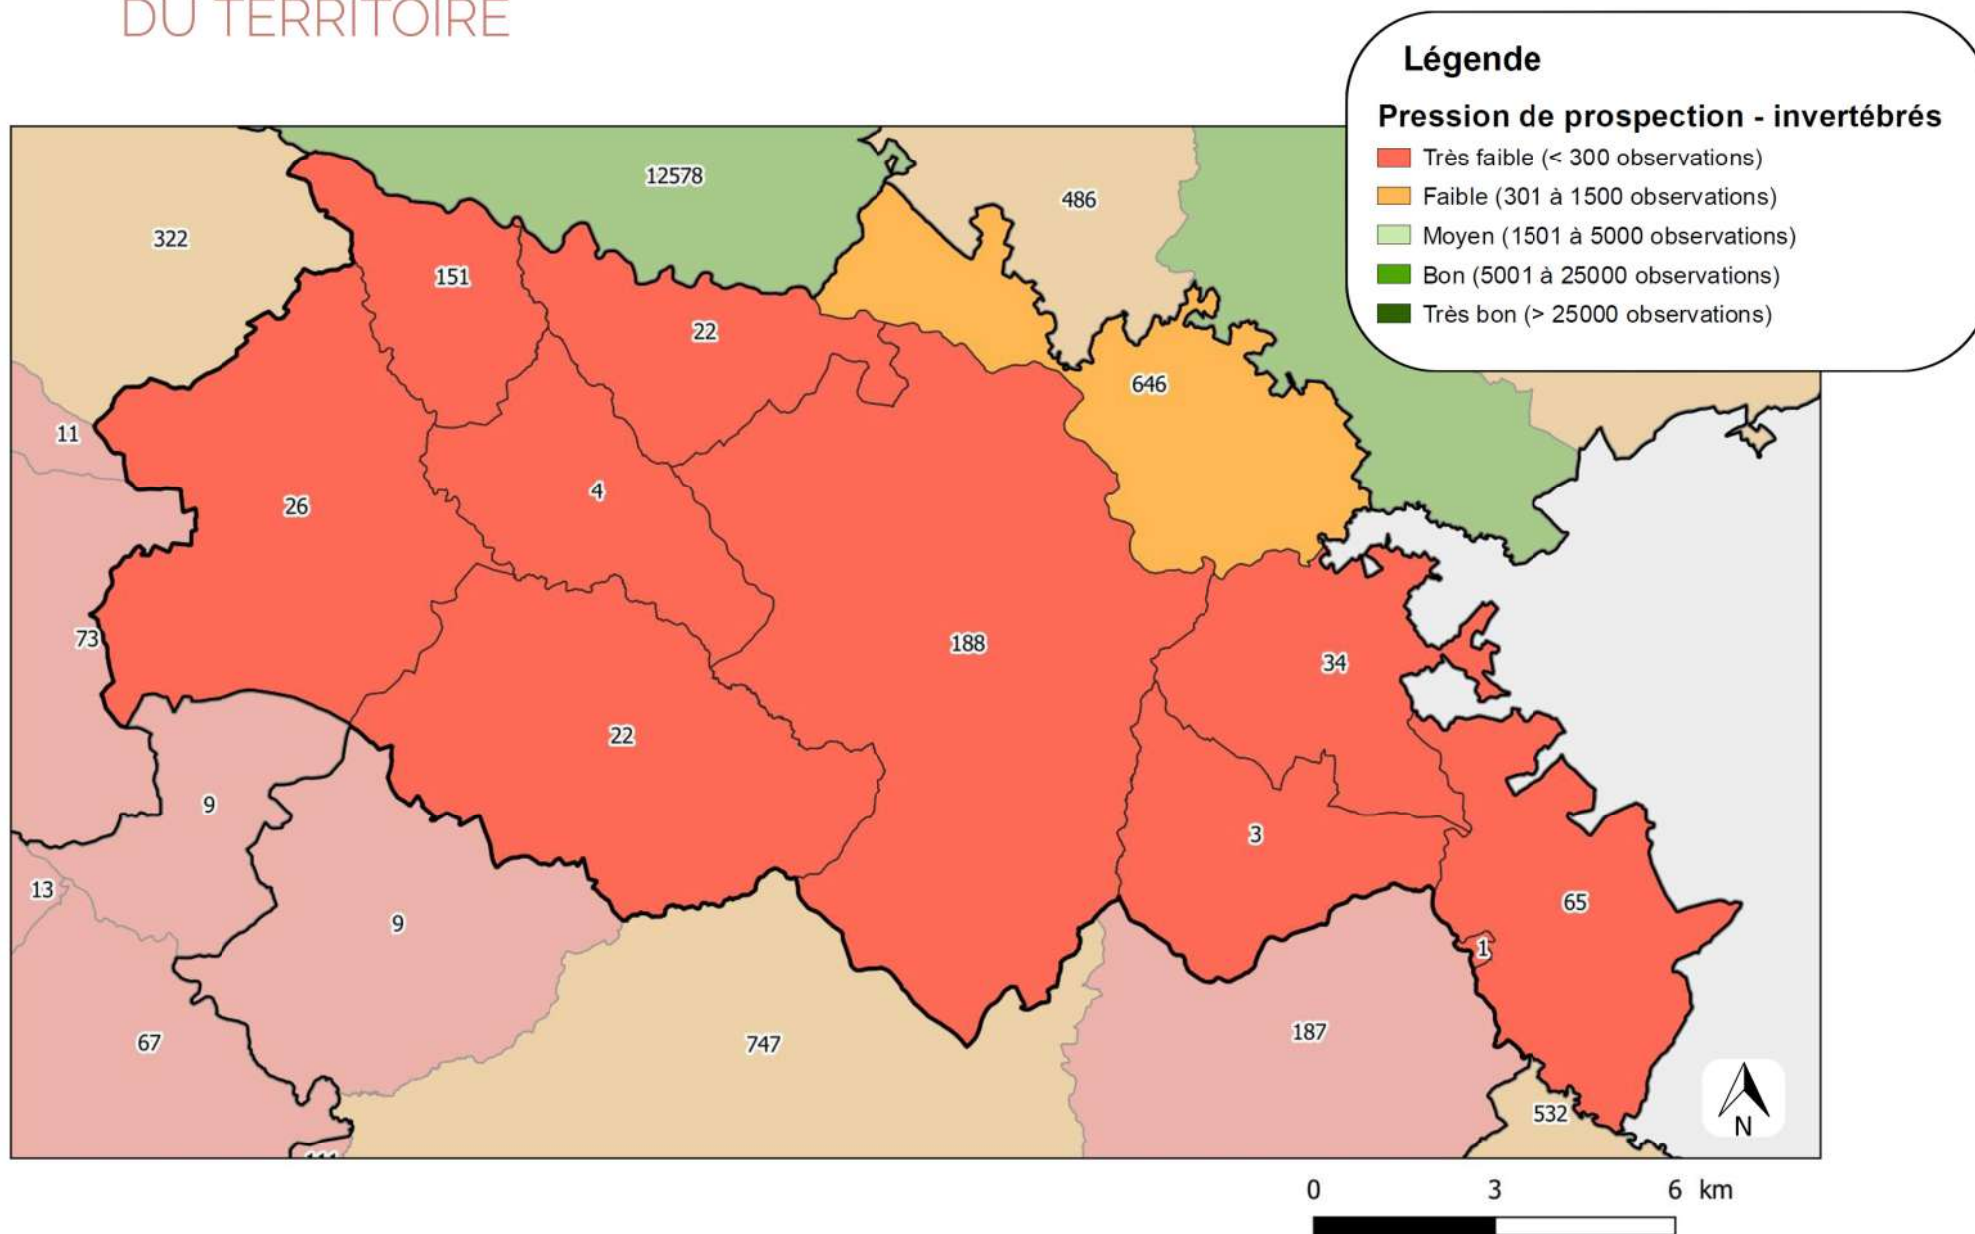 DU TERRITOIRE
Légende
Pression de prospection - invertébrés
Très faible (< 300 observations)
Faible (301 à 1500 observations)
Moyen (1501 à 5000 observations)
Bon (5001 à 25000 observations)
Très bon (> 25000 observations)
12578
486
322
151
22
646
11
26
4
73
188
34
22
9
3
13
9
65
1
67
747
187
532
N
0 3 6 km